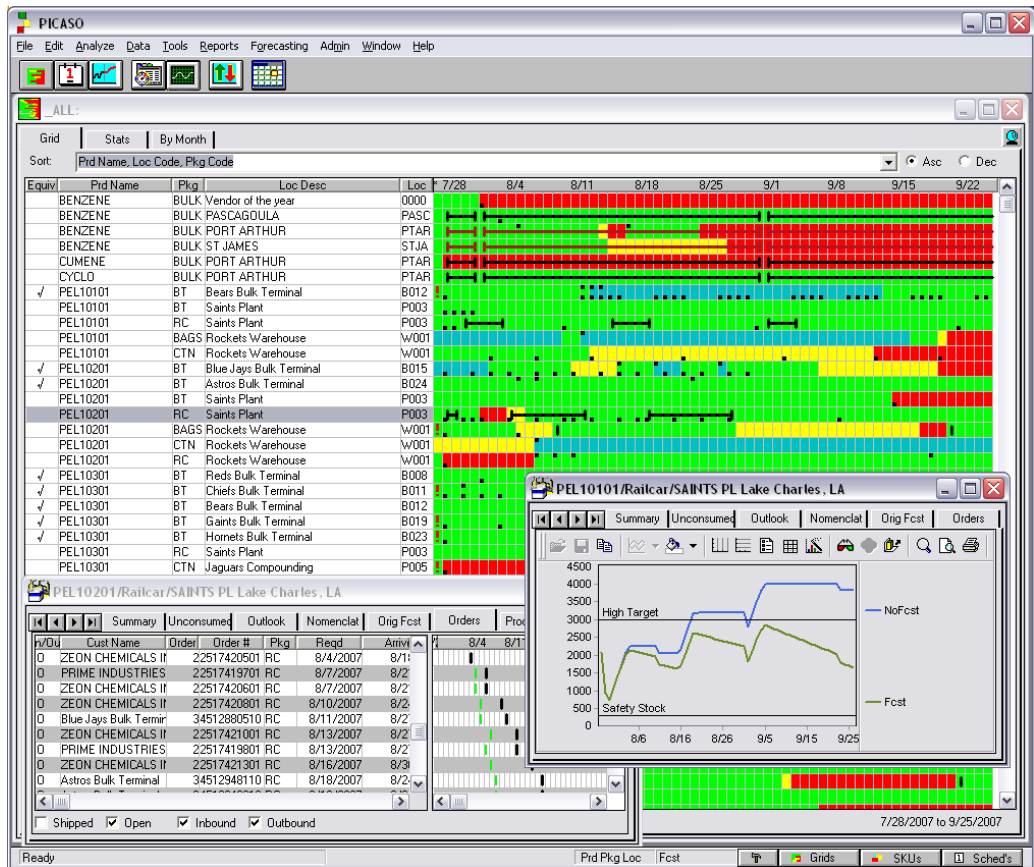 PICASO
File Edit Analyze Data Tools Reports Forecasting Admin Window Help
_ALL:
Grid Stats By Month
Sort: Prd Name, Loc Code, Pkg Code Asc Dec
Equiv Prd Name Pkg Loc Desc Loc * 7/28 8/4 8/11 8/18 8/25 9/1 9/8 9/15 9/22
BENZENE BULK Vendor of the year 0000
BENZENE BULK PASCAGOULA PASC
BENZENE BULK PORT ARTHUR PTAR
BENZENE BULK ST JAMES STJA
CUMENE BULK PORT ARTHUR PTAR
CYCLO BULK PORT ARTHUR PTAR
√ PEL10101 BT Bears Bulk Terminal B012 !
PEL10101 BT Saints Plant P003
PEL10101 RC Saints Plant P003
PEL10101 BAGS Rockets Warehouse W001
PEL10101 CTN Rockets Warehouse W001
√ PEL10201 BT Blue Jays Bulk Terminal B015
√ PEL10201 BT Astros Bulk Terminal B024
PEL10201 BT Saints Plant P003
PEL10201 RC Saints Plant P003
PEL10201 BAGS Rockets Warehouse W001 !
PEL10201 CTN Rockets Warehouse W001
PEL10201 RC Rockets Warehouse W001
√ PEL10301 BT Reds Bulk Terminal B008
√ PEL10301 BT Chiefs Bulk Terminal B011 !
√ PEL10301 BT Bears Bulk Terminal B012
√ PEL10301 BT Gaints Bulk Terminal B019 !
√ PEL10301 BT Hornets Bulk Terminal B023 !
PEL10301 RC Saints Plant P003
PEL10301 CTN Jaguars Compounding P005 !
PEL10101/Railcar/SAINTS PL Lake Charles, LA
Summary Unconsumed Outlook Nomenclat Orig Fcst Orders
4500
4000
3500
High Target
3000
2500
2000
1500
1000
500
Safety Stock
0
8/6 8/16 8/26 9/5 9/15 9/25
NoFcst
Fcst
PEL10201/Railcar/SAINTS PL Lake Charles, LA
Summary Unconsumed Outlook Nomenclat Orig Fcst Orders
n/Ou Cust Name Order Order # Pkg Reqd Arrive 8/4 8/11
O ZEON CHEMICALS 22517420501 RC 8/4/2007
O PRIME INDUSTRIES 22517419701 RC 8/7/2007
O ZEON CHEMICALS 22517420601 RC 8/7/2007
O ZEON CHEMICALS 22517420801 RC 8/10/2007
O Blue Jays Bulk Termin 34512880510 RC 8/11/2007
O ZEON CHEMICALS 22517421001 RC 8/13/2007
O PRIME INDUSTRIES 22517419801 RC 8/13/2007
O ZEON CHEMICALS 22517421301 RC 8/16/2007
O Astros Bulk Terminal 34512948110 RC 8/18/2007
Shipped Open Inbound Outbound
7/28/2007 to 9/25/2007
Ready Prd Pkg Loc Fcst Grids SKUs Sched's